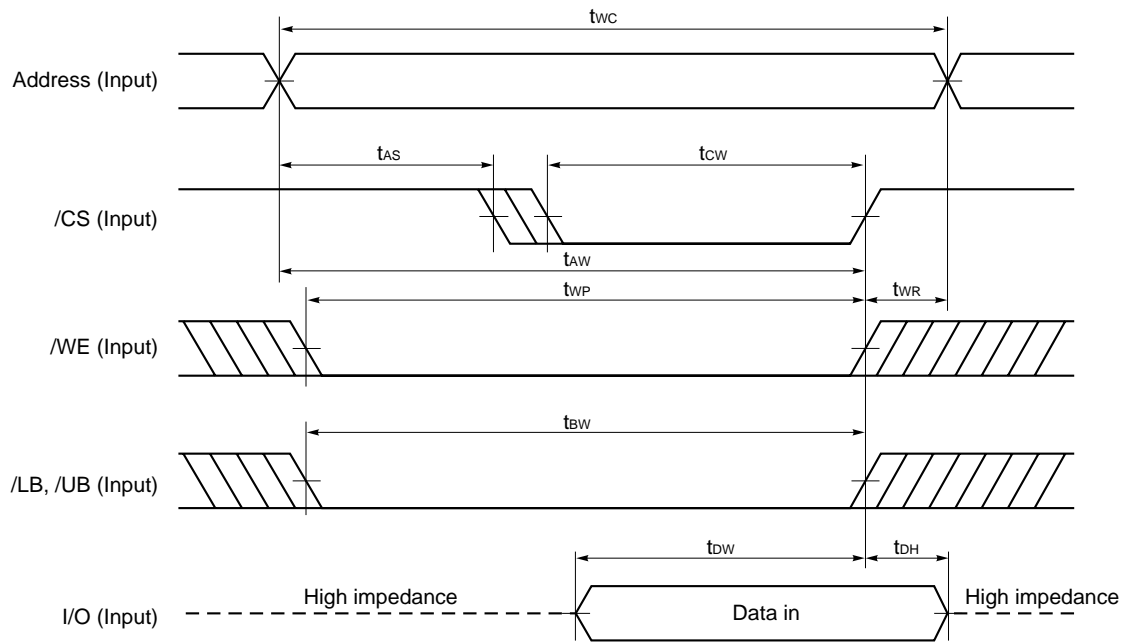 tWC
Address (Input)
tAS
tCW
/CS (Input)
tAW
tWP
tWR
/WE (Input)
tBW
/LB, /UB (Input)
tDW
tDH
High impedance
Data in
High impedance
I/O (Input)